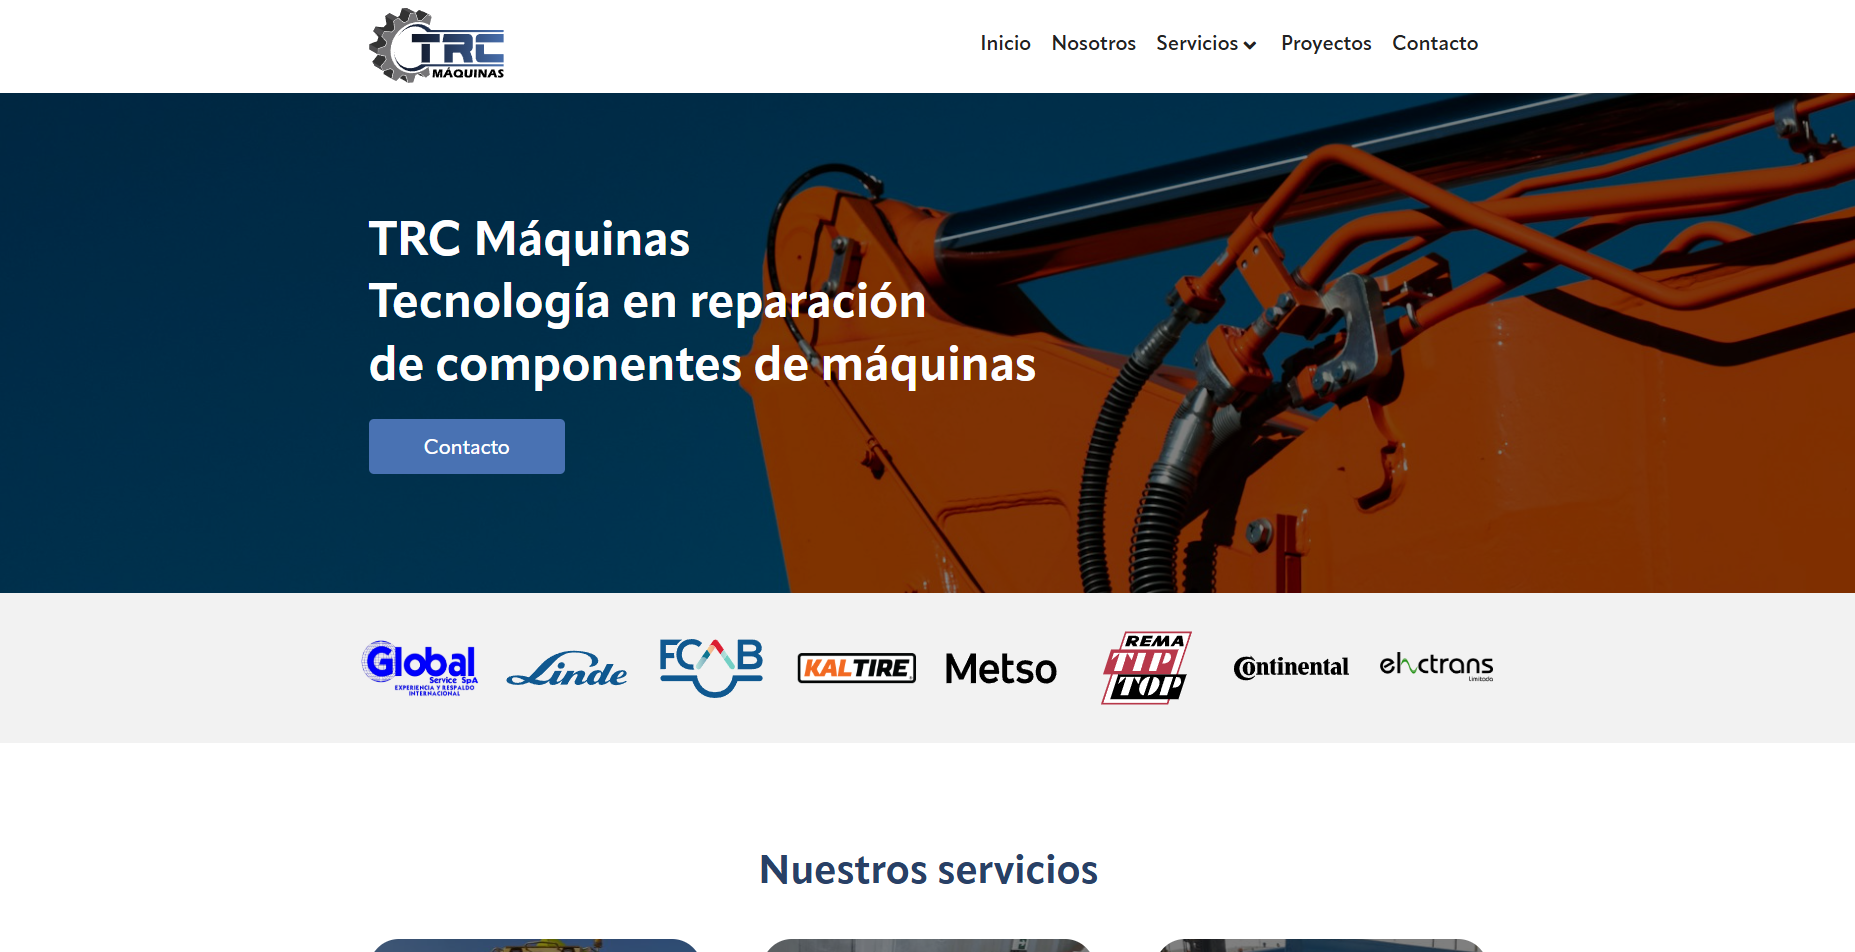 TRC
MÁQUINAS
Inicio Nosotros Servicios Proyectos Contacto
TRC Máquinas
Tecnología en reparación
de componentes de máquinas
Contacto
Global
Service SpA
EXPERIENCIA Y RESPALDO
INTERNACIONAL
Linde
FCAB
KALTIRE
Metso
REMA
TIP
TOP
Continental
electrans
Limitada
Nuestros servicios